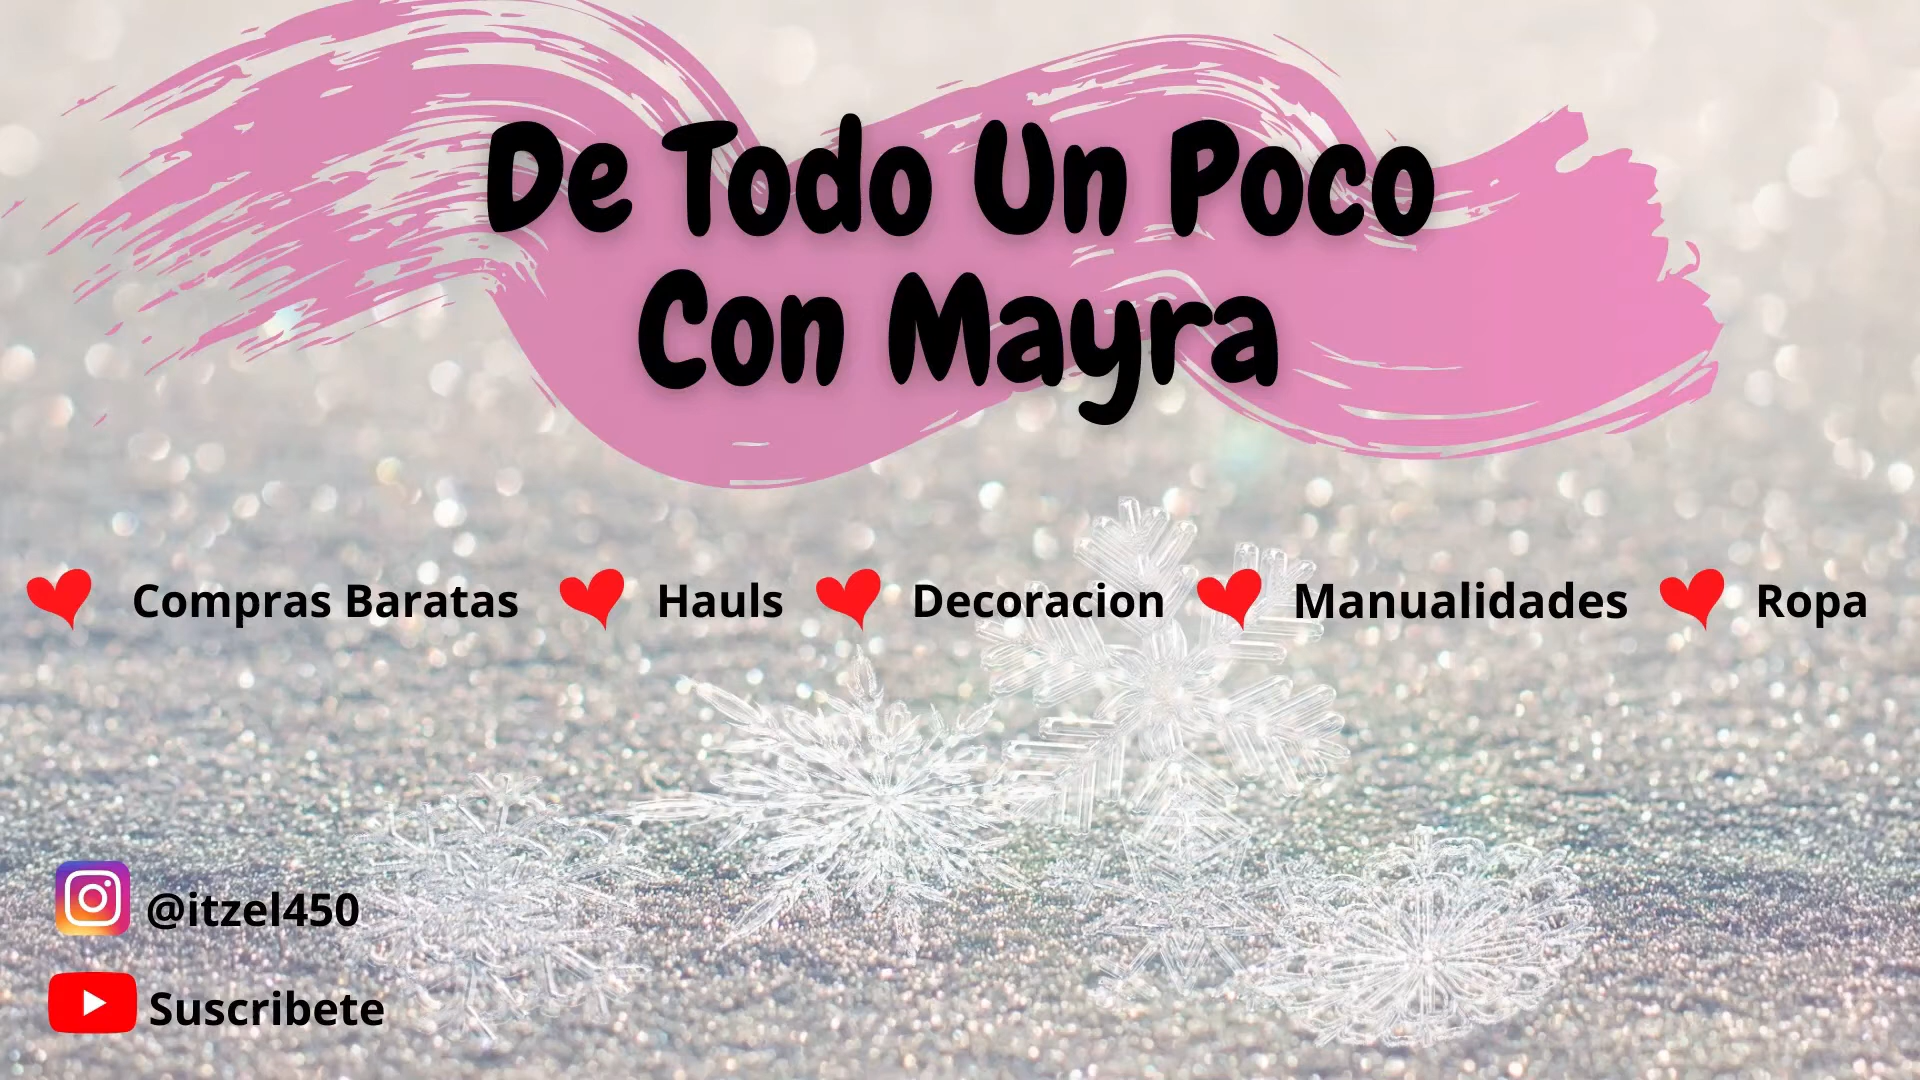 De Todo Un Poco
Con Mayra
Compras Baratas Hauls Decoracion Manualidades Ropa
@itzel450
Suscribete